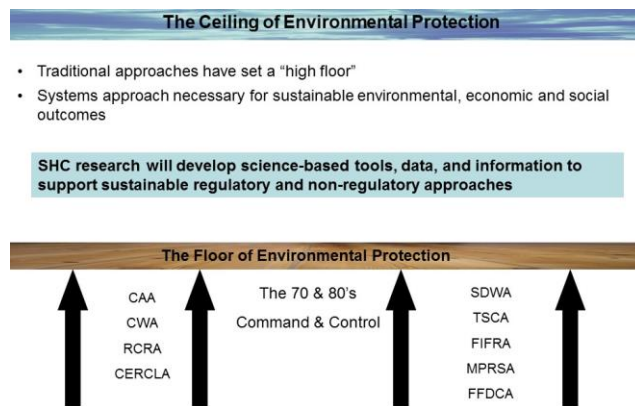 The Ceiling of Environmental Protection
• Traditional approaches have set a “high floor”
• Systems approach necessary for sustainable environmental, economic and social
outcomes
SHC research will develop science-based tools, data, and information to
support sustainable regulatory and non-regulatory approaches
The Floor of Environmental Protection
CAA
CWA
RCRA
CERCLA
The 70 & 80’s
Command & Control
SDWA
TSCA
FIFRA
MPRSA
FFDCA